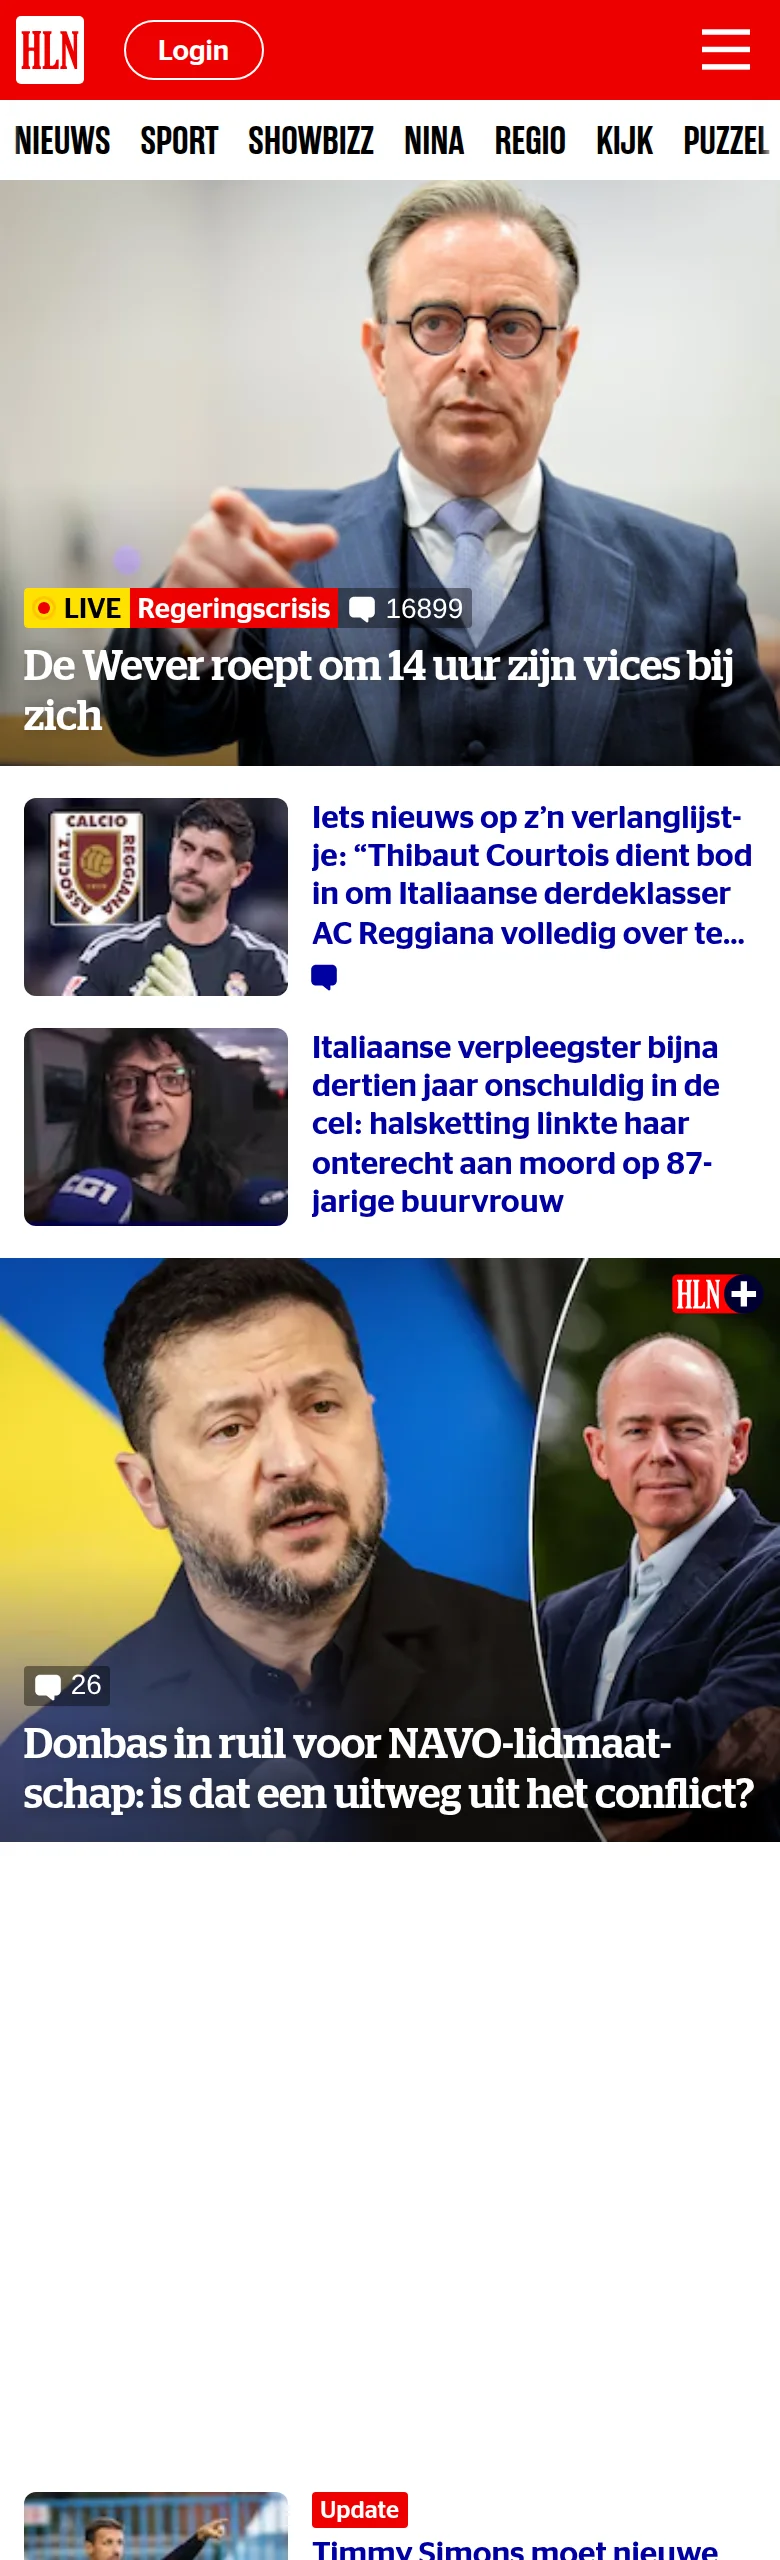 HLN
Login
NIEUWS SPORT SHOWBIZZ NINA REGIO KIJK PUZZEL
LIVE Regeringscrisis 16899
De Wever roept om 14 uur zijn vices bij
zich
CALCIO
REGGIANA
ASSOCIAZ.
Iets nieuws op z’n verlanglijst-
je: “Thibaut Courtois dient bod
in om Italiaanse derdeklasser
AC Reggiana volledig over te...
Italiaanse verpleegster bijna
dertien jaar onschuldig in de
cel: halsketting linkte haar
onterecht aan moord op 87-
jarige buurvrouw
HLN+
26
Donbas in ruil voor NAVO-lidmaat-
schap: is dat een uitweg uit het conflict?
Update
Timmy Simons moet nieuwe